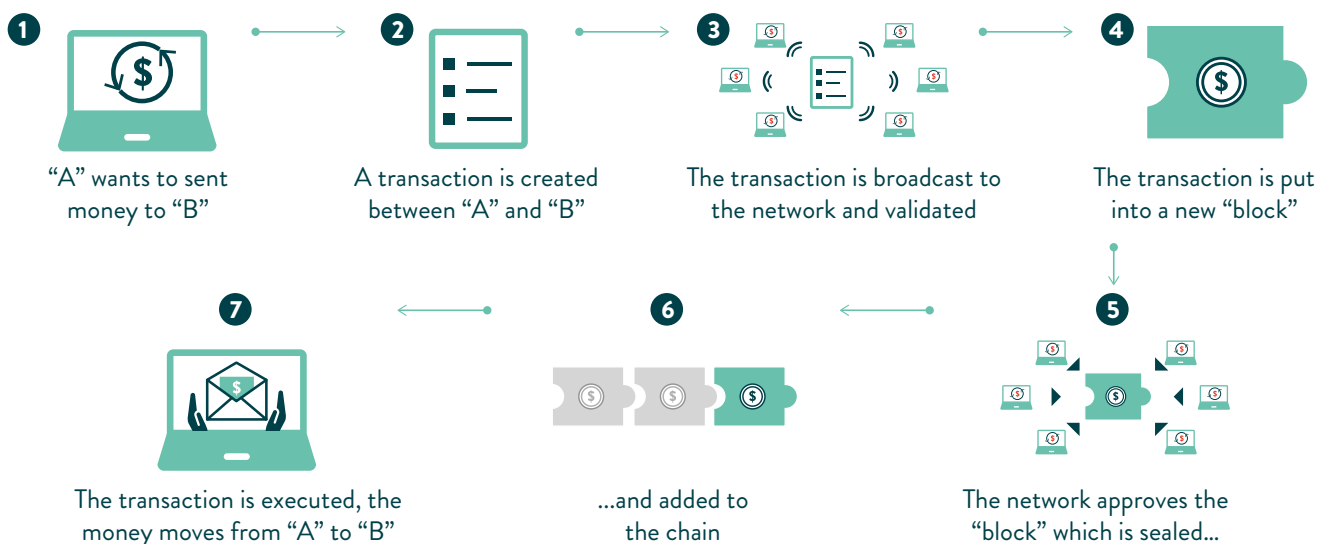 1
"A" wants to sent
money to "B"
2
A transaction is created
between "A" and "B"
3
The transaction is broadcast to
the network and validated
4
The transaction is put
into a new "block"
5
The network approves the
"block" which is sealed...
6
...and added to
the chain
7
The transaction is executed, the
money moves from "A" to "B"